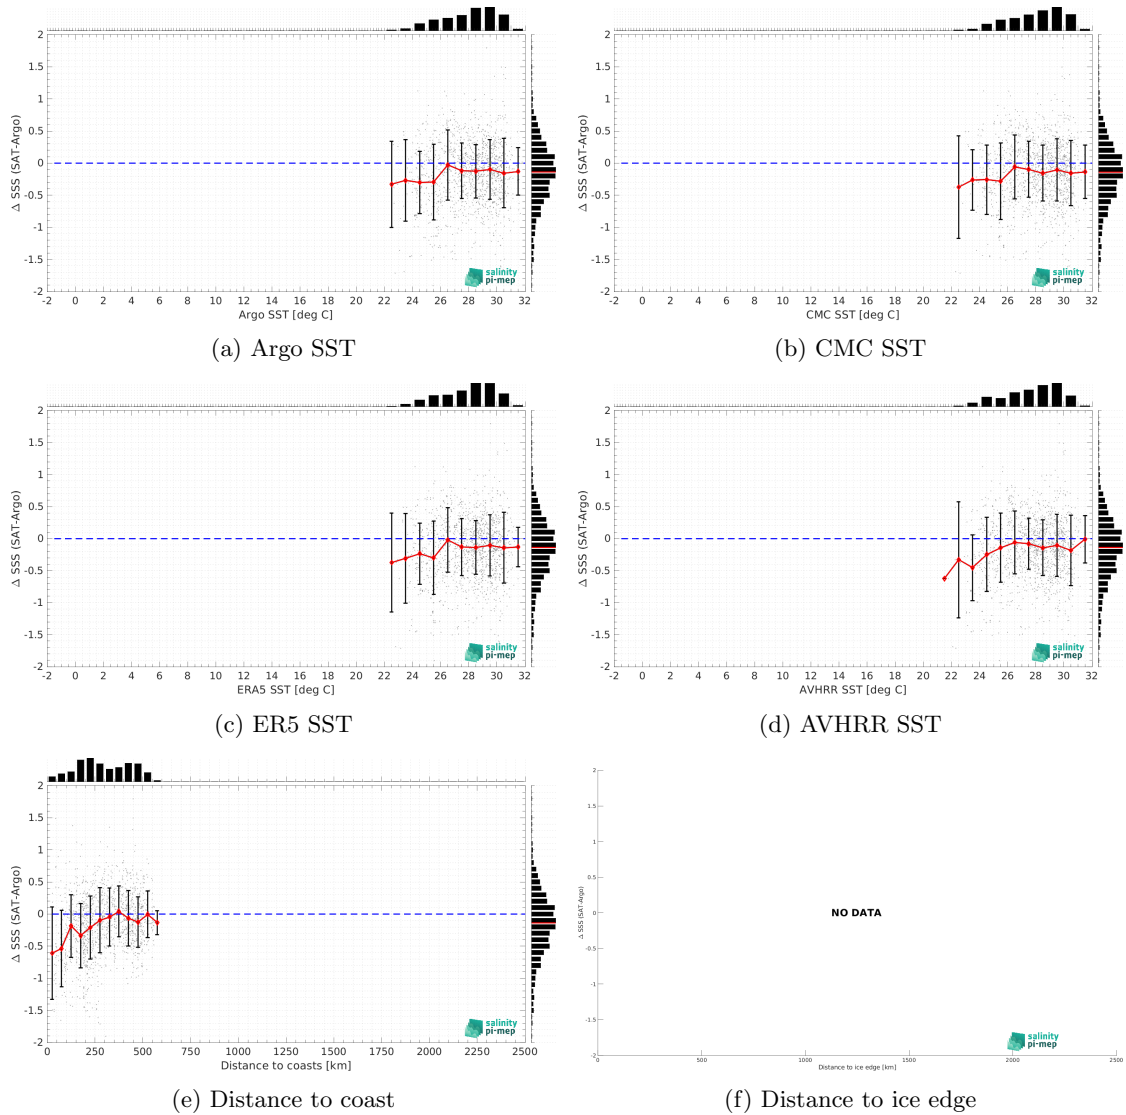 2
1.5
1
0.5
0
-0.5
-1
-1.5
-2
Δ SSS (SAT-Argo)
-2 0 2 4 6 8 10 12 14 16 18 20 22 24 26 28 30 32
Argo SST [deg C]
salinity
pi-mep
(a) Argo SST
2
1.5
1
0.5
0
-0.5
-1
-1.5
-2
Δ SSS (SAT-Argo)
-2 0 2 4 6 8 10 12 14 16 18 20 22 24 26 28 30 32
CMC SST [deg C]
salinity
pi-mep
(b) CMC SST
2
1.5
1
0.5
0
-0.5
-1
-1.5
-2
Δ SSS (SAT-Argo)
-2 0 2 4 6 8 10 12 14 16 18 20 22 24 26 28 30 32
ERA5 SST [deg C]
salinity
pi-mep
(c) ER5 SST
2
1.5
1
0.5
0
-0.5
-1
-1.5
-2
Δ SSS (SAT-Argo)
-2 0 2 4 6 8 10 12 14 16 18 20 22 24 26 28 30 32
AVHRR SST [deg C]
salinity
pi-mep
(d) AVHRR SST
2
1.5
1
0.5
0
-0.5
-1
-1.5
-2
Δ SSS (SAT-Argo)
0 250 500 750 1000 1250 1500 1750 2000 2250 2500
Distance to coasts [km]
salinity
pi-mep
(e) Distance to coast
2
1.5
1
0.5
0
-0.5
-1
-1.5
-2
Δ SSS (SAT-Argo)
NO DATA
0 500 1000 1500 2000 2500
Distance to ice edge [km]
salinity
pi-mep
(f) Distance to ice edge